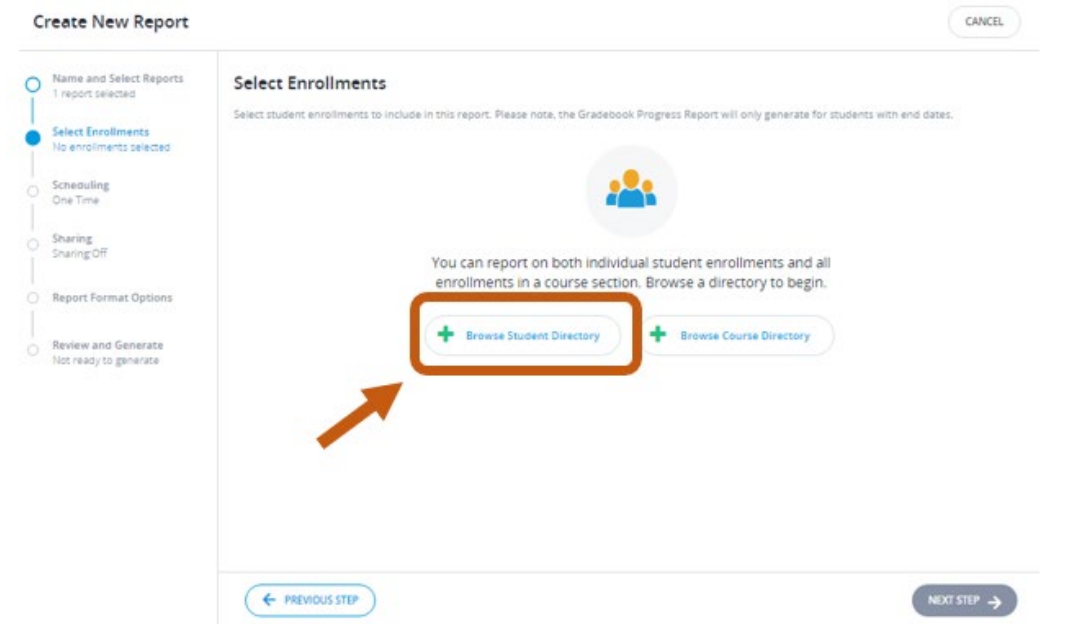 Create New Report
CANCEL
Name and Select Reports
1 report selected
Select Enrollments
No enrollments selected
Scheduling
One Time
Sharing
Sharing Off
Report Format Options
Review and Generate
Not ready to generate
Select Enrollments
Select student enrollments to include in this report. Please note, the Gradebook Progress Report will only generate for students with end dates.
You can report on both individual student enrollments and all
enrollments in a course section. Browse a directory to begin.
Browse Student Directory
Browse Course Directory
PREVIOUS STEP
NEXT STEP